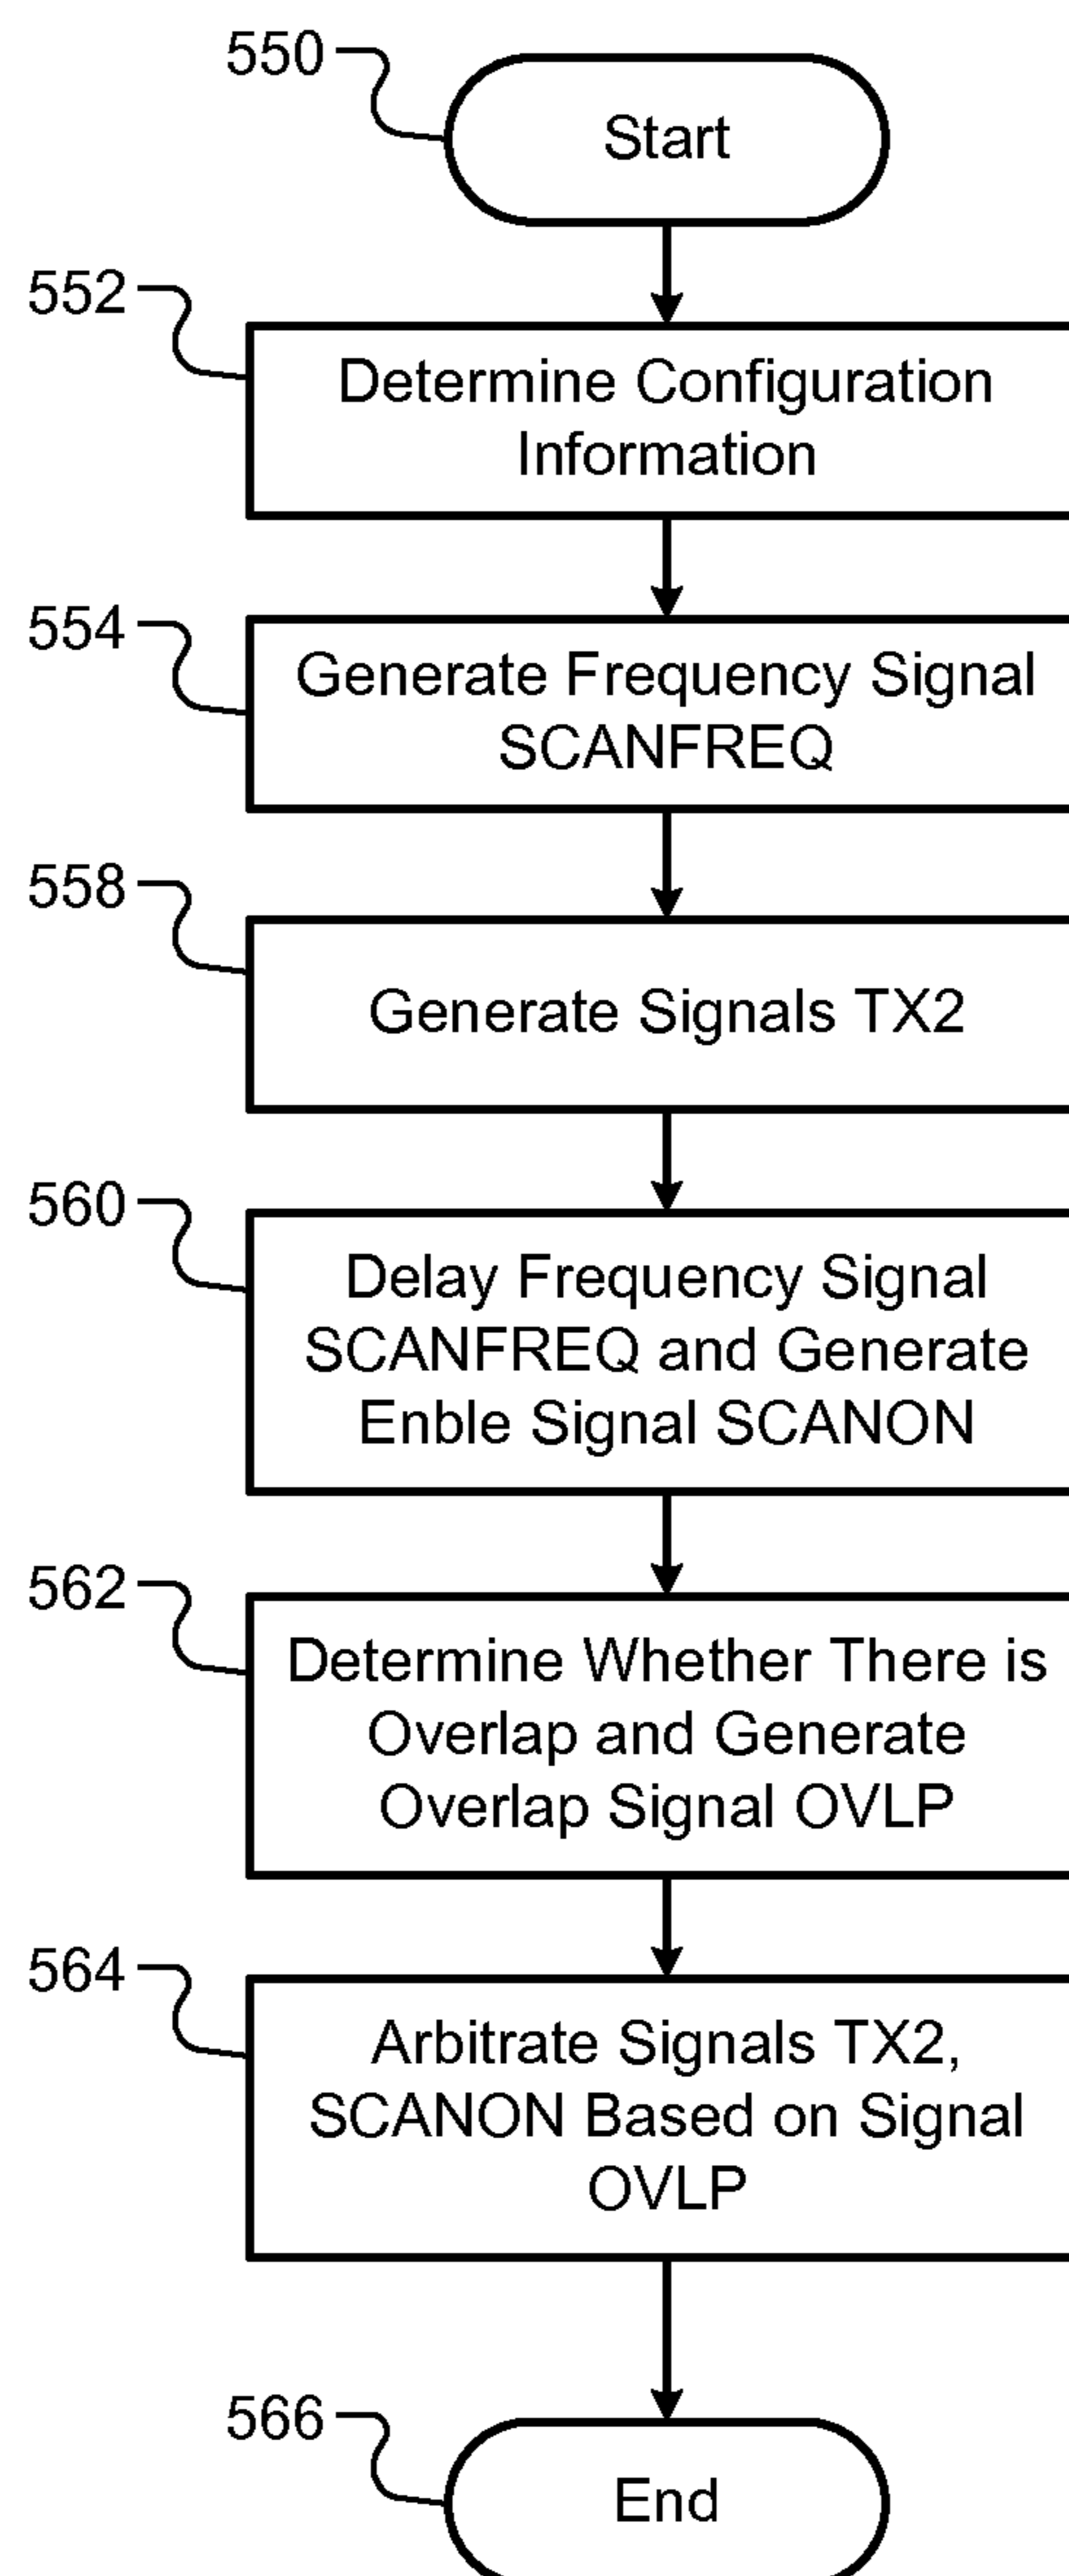 550
Start
552
Determine Configuration
Information
554
Generate Frequency Signal
SCANFREQ
558
Generate Signals TX2
560
Delay Frequency Signal
SCANFREQ and Generate
Enble Signal SCANON
562
Determine Whether There is
Overlap and Generate
Overlap Signal OVLP
564
Arbitrate Signals TX2,
SCANON Based on Signal
OVLP
566
End